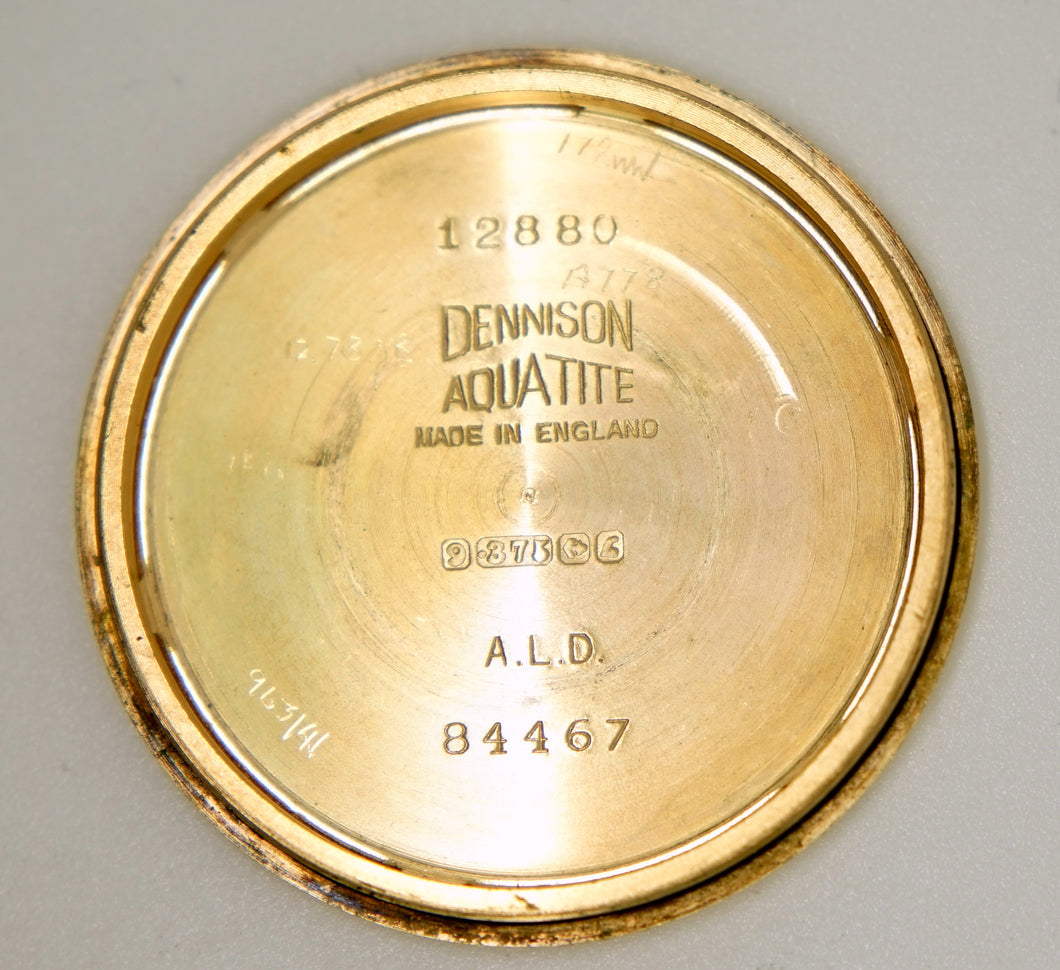 12880
A778
DENNISON
AQUATITE
MADE IN ENGLAND
9 .375
A.L.D.
84467